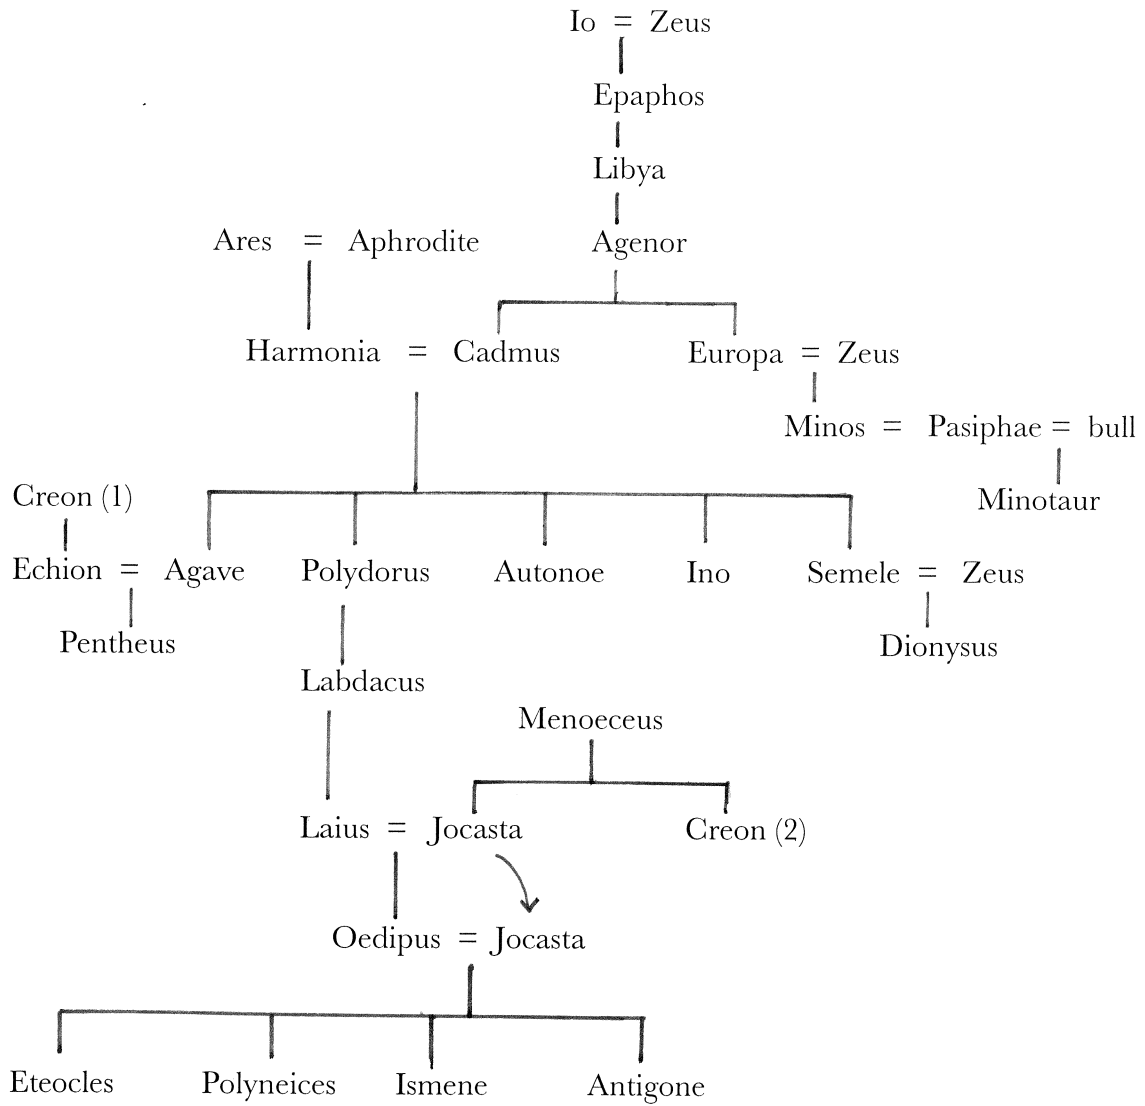 Io = Zeus
Epaphos
Libya
Ares = Aphrodite Agenor
Harmonia = Cadmus Europa = Zeus
Minos = Pasiphae = bull
Creon (1) Minotaur
Echion = Agave Polydorus Autonoe Ino Semele = Zeus
Pentheus Dionysus
Labdacus
Menoeceus
Laius = Jocasta Creon (2)
Oedipus = Jocasta
Eteocles Polyneices Ismene Antigone